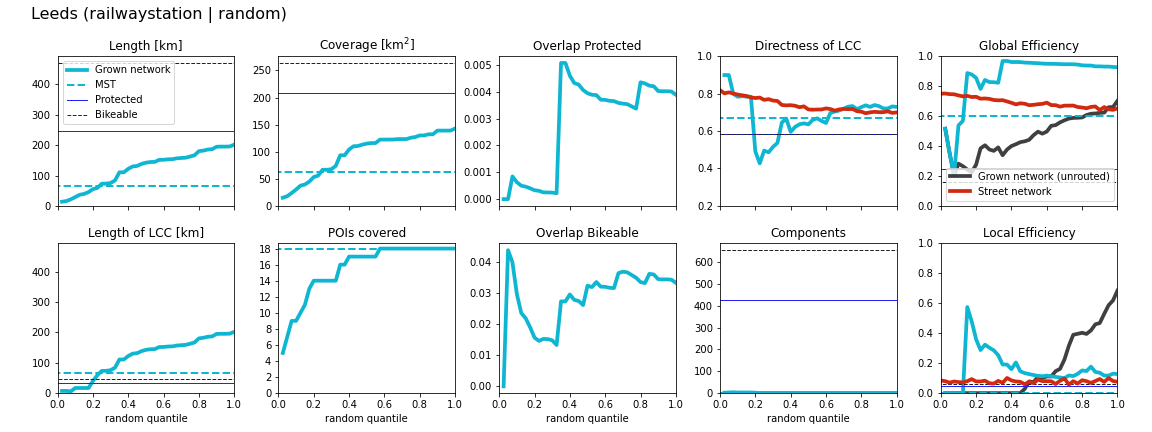 Leeds (railwaystation | random)
Length [km]
Coverage [km²]
Overlap Protected
Directness of LCC
Global Efficiency
Grown network
MST
Protected
Bikeable
0
100
200
300
400
0
50
100
150
200
250
0.000
0.001
0.002
0.003
0.004
0.005
0.2
0.4
0.6
0.8
1.0
0.0
0.2
0.4
0.6
0.8
1.0
Grown network (unrouted)
Street network
Length of LCC [km]
POIs covered
Overlap Bikeable
Components
Local Efficiency
0
100
200
300
400
0
2
4
6
8
10
12
14
16
18
0.00
0.01
0.02
0.03
0.04
0
100
200
300
400
500
600
0.0
0.2
0.4
0.6
0.8
1.0
0.0 0.2 0.4 0.6 0.8 1.0
0.0 0.2 0.4 0.6 0.8 1.0
0.0 0.2 0.4 0.6 0.8 1.0
0.0 0.2 0.4 0.6 0.8 1.0
0.0 0.2 0.4 0.6 0.8 1.0
random quantile
random quantile
random quantile
random quantile
random quantile